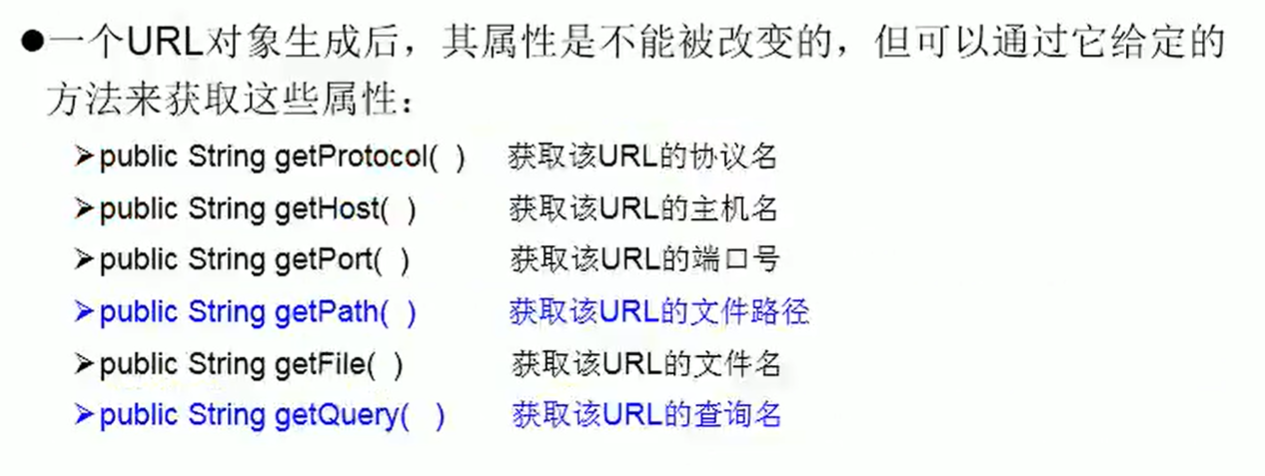 ●一个URL对象生成后，其属性是不能被改变的，但可以通过它给定的
方法来获取这些属性：
➢public String getProtocol( ) 获取该URL的协议名
➢public String getHost( ) 获取该URL的主机名
➢public String getPort( ) 获取该URL的端口号
➢public String getPath( ) 获取该URL的文件路径
➢public String getFile( ) 获取该URL的文件名
➢public String getQuery( ) 获取该URL的查询名